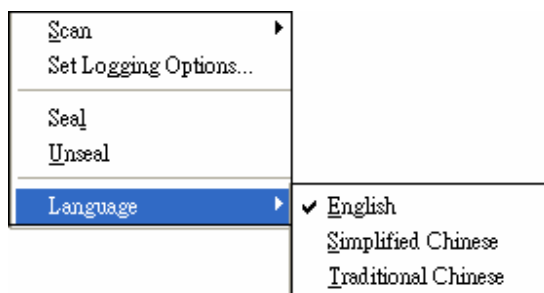 Scan
Set Logging Options...
Seal
Unseal
Language
English
Simplified Chinese
Traditional Chinese